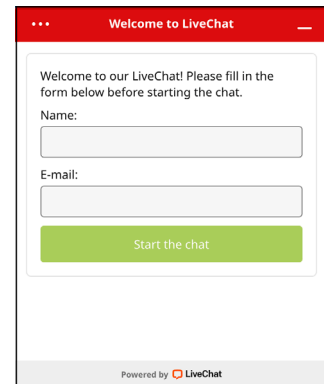 Welcome to LiveChat
Welcome to our LiveChat! Please fill in the
form below before starting the chat.
Name:
E-mail:
Start the chat
Powered by LiveChat